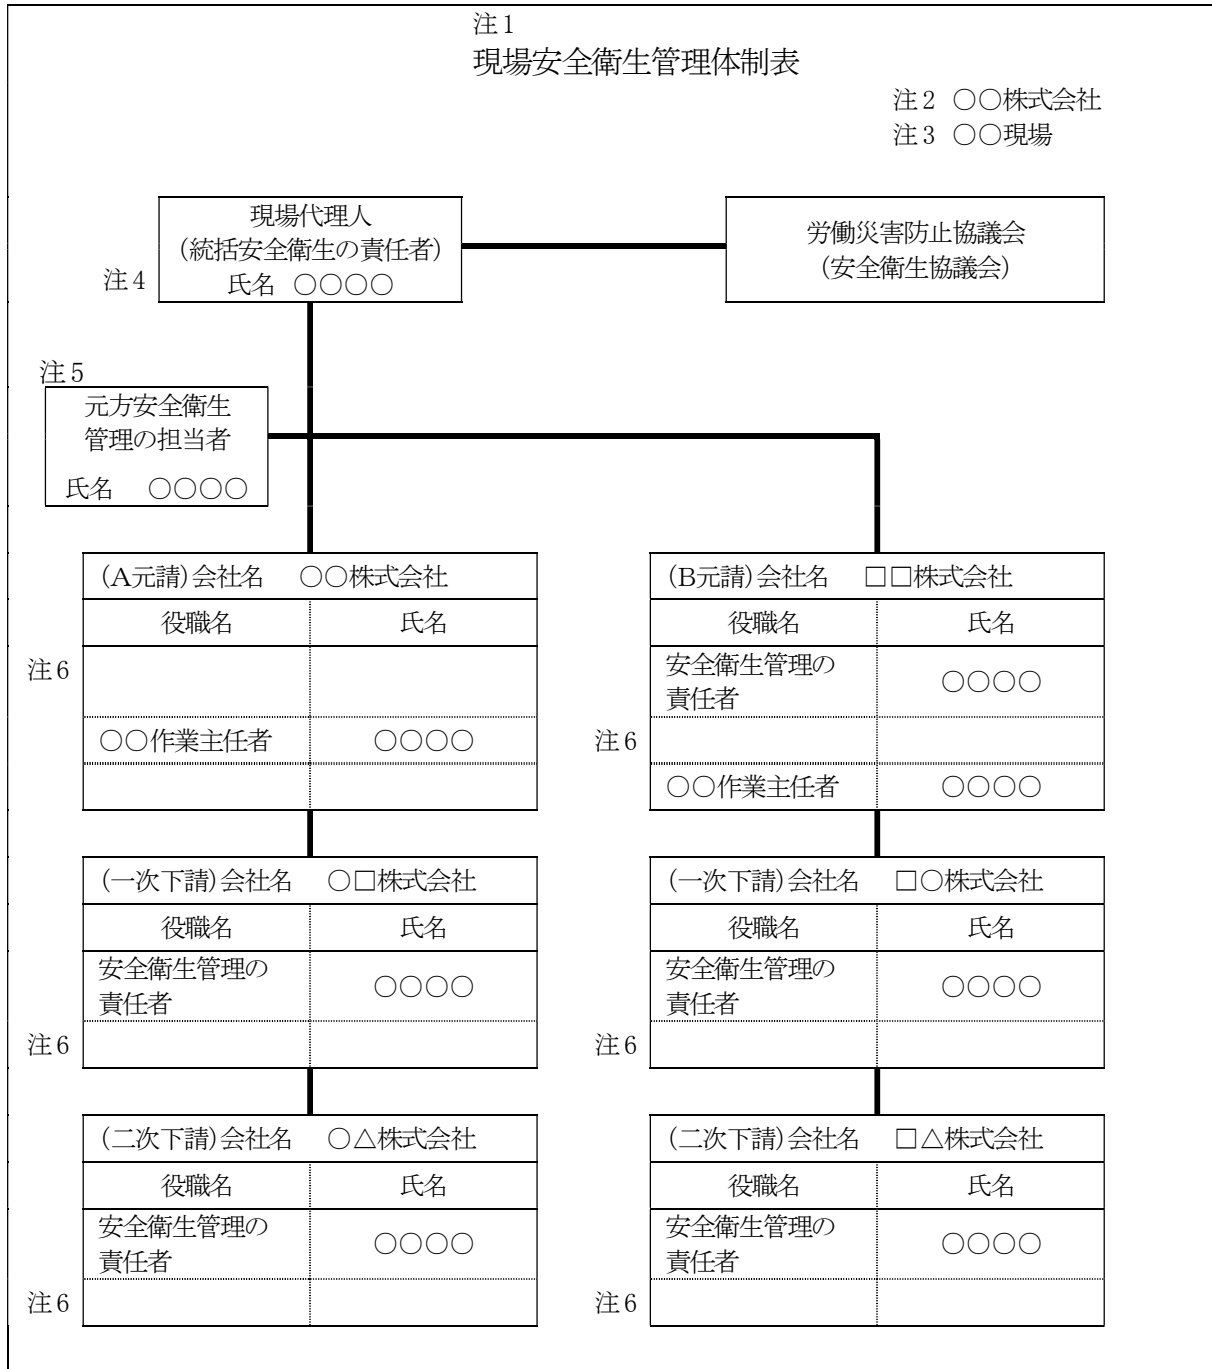 注1
現場安全衛生管理体制表
注2 ○○株式会社
注3 ○○現場
現場代理人
(統括安全衛生の責任者)
注4
氏名 ○○○○
労働災害防止協議会
(安全衛生協議会)
注5
元方安全衛生
管理の担当者
氏名 ○○○○
(A元請)会社名 ○○株式会社
役職名 氏名
注6
○○作業主任者 ○○○○
(B元請)会社名 □□株式会社
役職名 氏名
安全衛生管理の
責任者
○○○○
注6
○○作業主任者 ○○○○
(一次下請)会社名 ○□株式会社
役職名 氏名
安全衛生管理の
責任者
○○○○
注6
(一次下請)会社名 □○株式会社
役職名 氏名
安全衛生管理の
責任者
○○○○
注6
(二次下請)会社名 ○△株式会社
役職名 氏名
安全衛生管理の
責任者
○○○○
注6
(二次下請)会社名 □△株式会社
役職名 氏名
安全衛生管理の
責任者
○○○○
注6